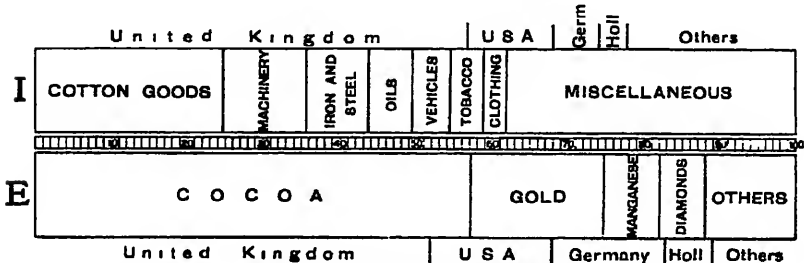 United Kingdom USA Germ Holl Others
I COTTON GOODS MACHINERY IRON AND STEEL OILS VEHICLES TOBACCO CLOTHING MISCELLANEOUS
10 20 30 40 50 60 70 80 100
E COCOA GOLD MANGANESE DIAMONDS OTHERS
United Kingdom USA Germany Holl Others